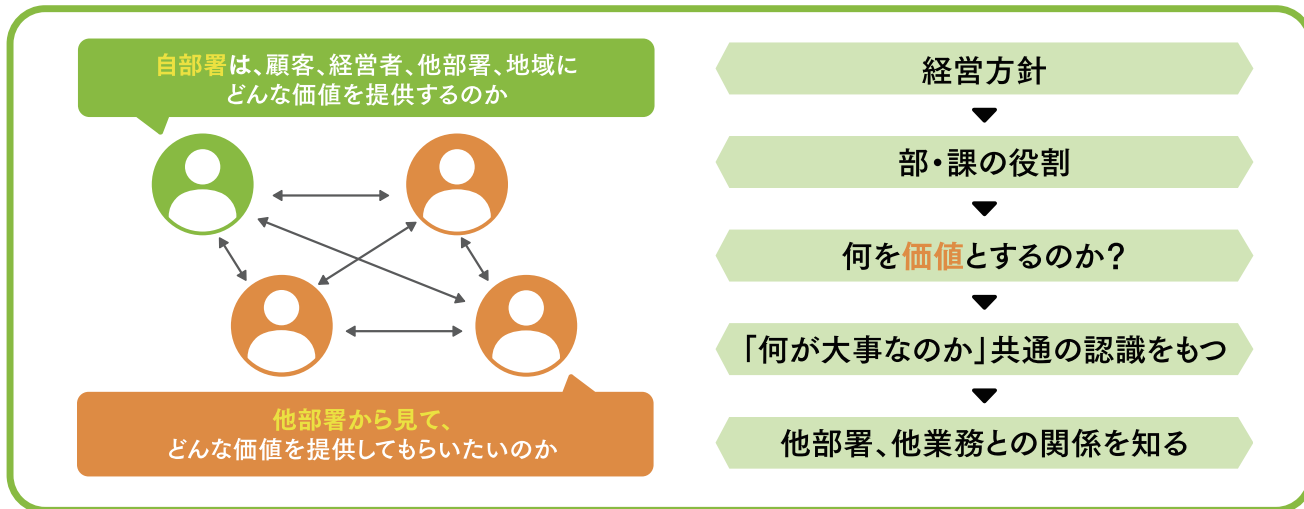 自部署は、顧客、経営者、他部署、地域に
どんな価値を提供するのか
他部署から見て、
どんな価値を提供してもらいたいのか
経営方針
部・課の役割
何を価値とするのか？
「何が大事なのか」共通の認識をもつ
他部署、他業務との関係を知る